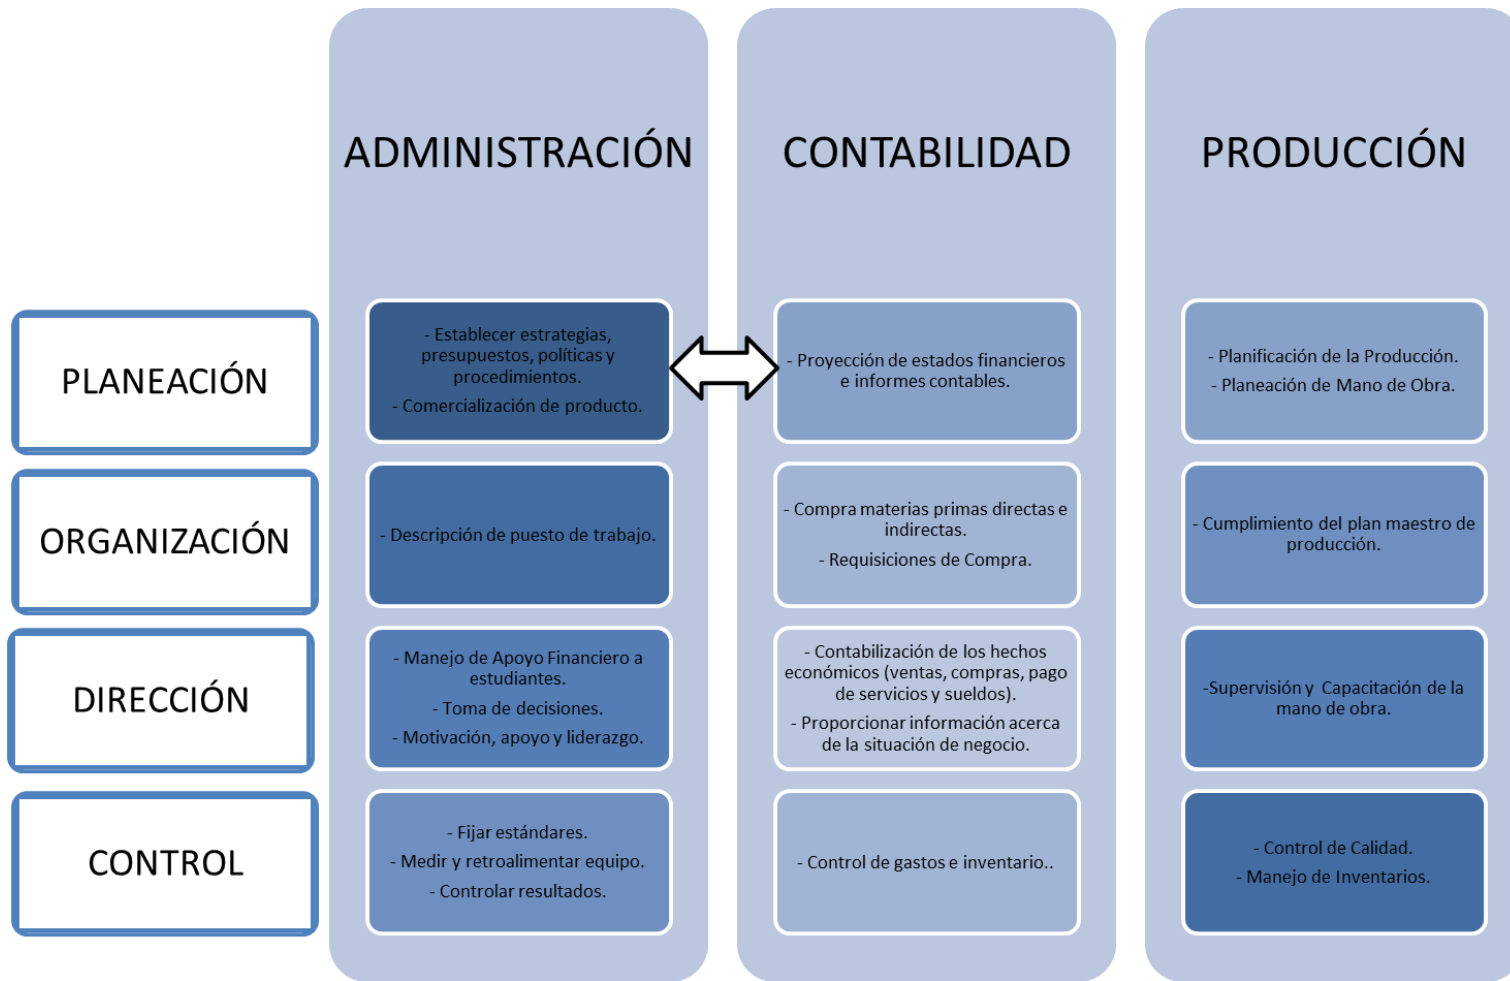 ADMINISTRACIÓN
CONTABILIDAD
PRODUCCIÓN
PLANEACIÓN
- Establecer estrategias,
presupuestos, políticas y
procedimientos.
- Comercialización de producto.
- Proyección de estados financieros
e informes contables.
- Planificación de la Producción.
- Planeación de Mano de Obra.
ORGANIZACIÓN
- Descripción de puesto de trabajo.
- Compra materias primas directas e
indirectas.
- Requisiciones de Compra.
- Cumplimiento del plan maestro de
producción.
DIRECCIÓN
- Manejo de Apoyo Financiero a
estudiantes.
- Toma de decisiones.
- Motivación, apoyo y liderazgo.
- Contabilización de los hechos
económicos (ventas, compras, pago
de servicios y sueldos).
- Proporcionar información acerca
de la situación de negocio.
-Supervisión y Capacitación de la
mano de obra.
CONTROL
- Fijar estándares.
- Medir y retroalimentar equipo.
- Controlar resultados.
- Control de gastos e inventario..
- Control de Calidad.
- Manejo de Inventarios.